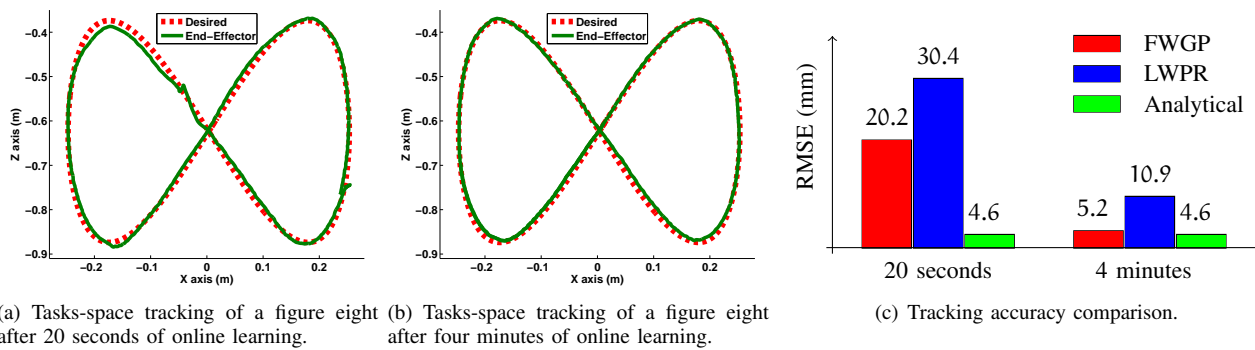 Desired
End−Effector
−0.4
−0.5
−0.6
−0.7
−0.8
−0.9
Z axis (m)
−0.2
−0.1
0
0.1
0.2
X axis (m)
(a) Tasks-space tracking of a figure eight
after 20 seconds of online learning.
Desired
End−Effector
−0.4
−0.5
−0.6
−0.7
−0.8
−0.9
Z axis (m)
−0.2
−0.1
0
0.1
0.2
X axis (m)
(b) Tasks-space tracking of a figure eight
after four minutes of online learning.
FWGP
LWPR
Analytical
RMSE (mm)
20.2
30.4
4.6
5.2
10.9
4.6
20 seconds
4 minutes
(c) Tracking accuracy comparison.